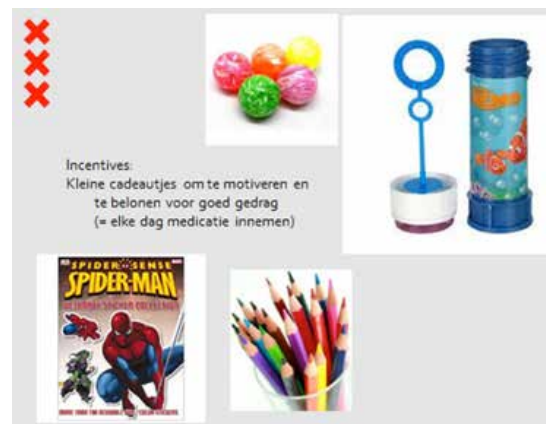 Incentives:
Kleine cadeautjes om te motiveren en
te belonen voor goed gedrag
(= elke dag medicatie innemen)
SPIDER SENSE
SPIDER-MAN